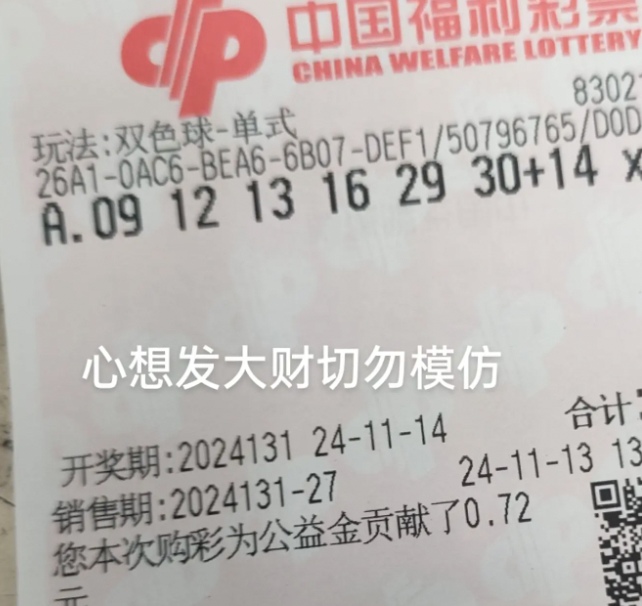 中国福利彩票
CHINA WELFARE LOTTERY
8302
玩法:双色球-单式
26A1-0AC6-BEA6-6B07-DEF1/50796765/D0D
A.09 12 13 16 29 30+14 x
心想发大财切勿模仿
合计:
开奖期:2024131 24-11-14
销售期:2024131-27 24-11-13 13
您本次购彩为公益金贡献了0.72
元